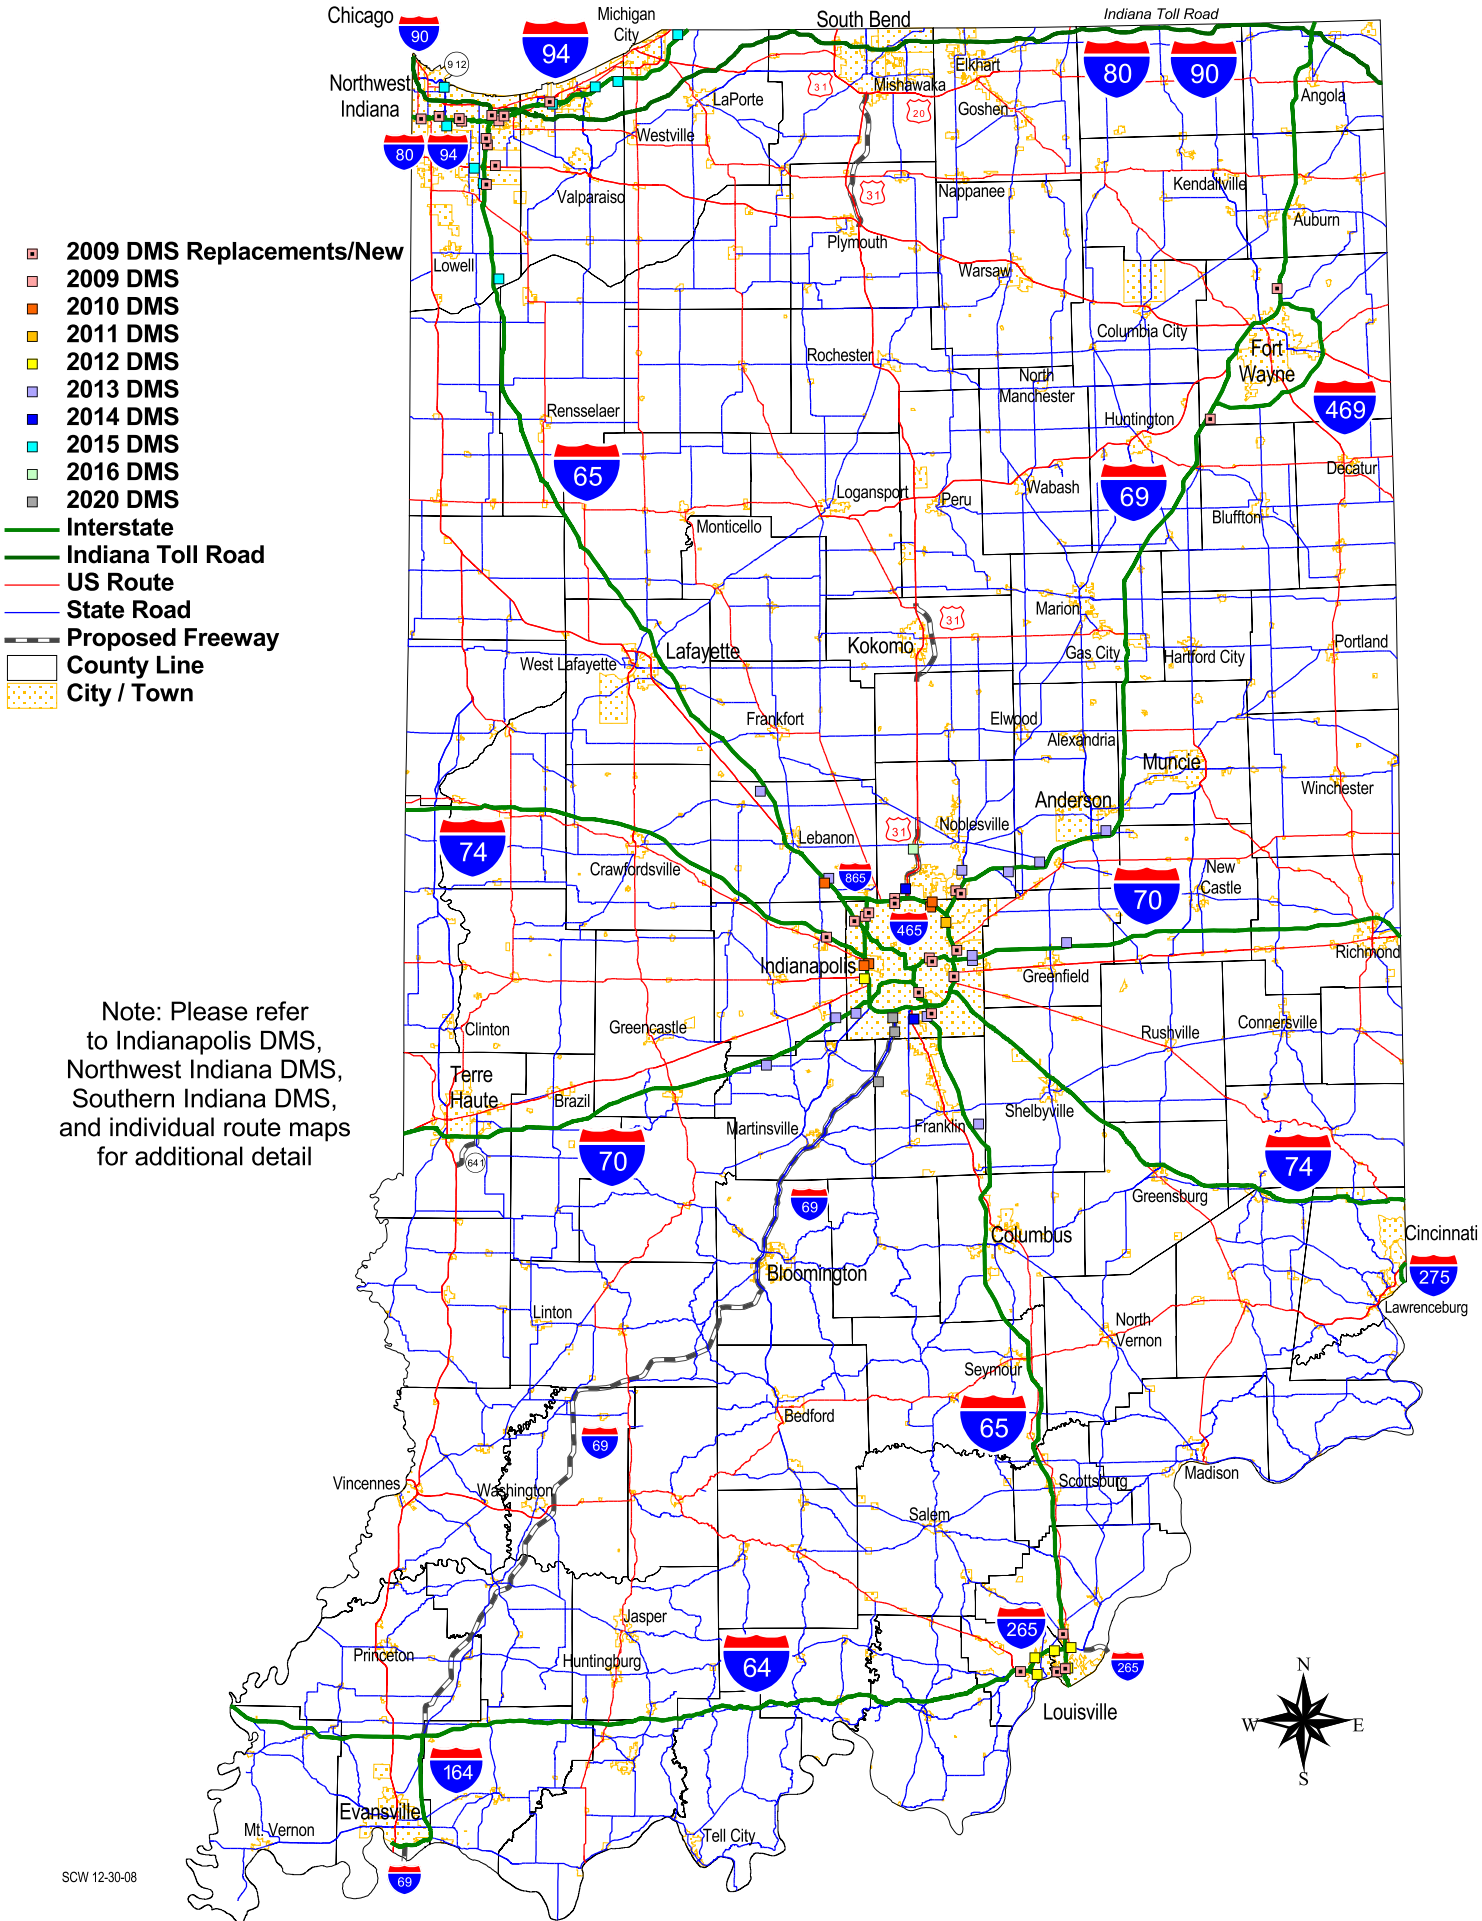 Chicago
90
94
Michigan
City
South Bend
Indiana Toll Road
9 12
Northwest
Indiana
80
94
31
Mishawaka
20
Elkhart
Goshen
80
90
Angola
LaPorte
Westville
Valparaiso
31
Nappanee
Kendallville
Auburn
Plymouth
Lowell
Warsaw
2009 DMS Replacements/New
2009 DMS
2010 DMS
2011 DMS
2012 DMS
2013 DMS
2014 DMS
2015 DMS
2016 DMS
2020 DMS
Interstate
Indiana Toll Road
US Route
State Road
Proposed Freeway
County Line
City / Town
Columbia City
Fort
Wayne
Rochester
North
Manchester
469
Rensselaer
Huntington
65
69
Decatur
Logansport
Peru
Wabash
Bluffton
Monticello
Marion
31
Kokomo
Gas City
Hartford City
Portland
Lafayette
West Lafayette
Frankfort
Elwood
Alexandria
Muncie
Winchester
Anderson
74
Lebanon
31
Noblesville
Crawfordsville
865
New
Castle
70
465
Indianapolis
Greenfield
Richmond
Note: Please refer
to Indianapolis DMS,
Northwest Indiana DMS,
Southern Indiana DMS,
and individual route maps
for additional detail
Clinton
Greencastle
Rushville
Connersville
Terre
Haute
Brazil
Shelbyville
Martinsville
Franklin
641
70
74
69
Greensburg
Columbus
Cincinnati
275
Lawrenceburg
Bloomington
Linton
North
Vernon
Seymour
65
Bedford
69
Vincennes
Washington
Scottsburg
Madison
Salem
Jasper
265
Princeton
Huntingburg
64
265
Louisville
N
W
E
S
164
Evansville
Mt. Vernon
Tell City
69
SCW 12-30-08